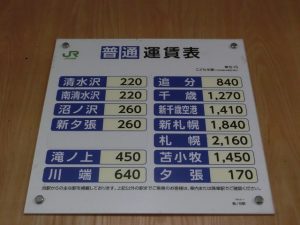 JR
普通 運賃表
清水沢 220 追分 840
南清水沢 220 千歳 1,270
沼ノ沢 260 新千歳空港 1,410
新夕張 260 新札幌 1,840
札幌 2,160
滝ノ上 450 苫小牧 1,450
川端 640 夕張 170